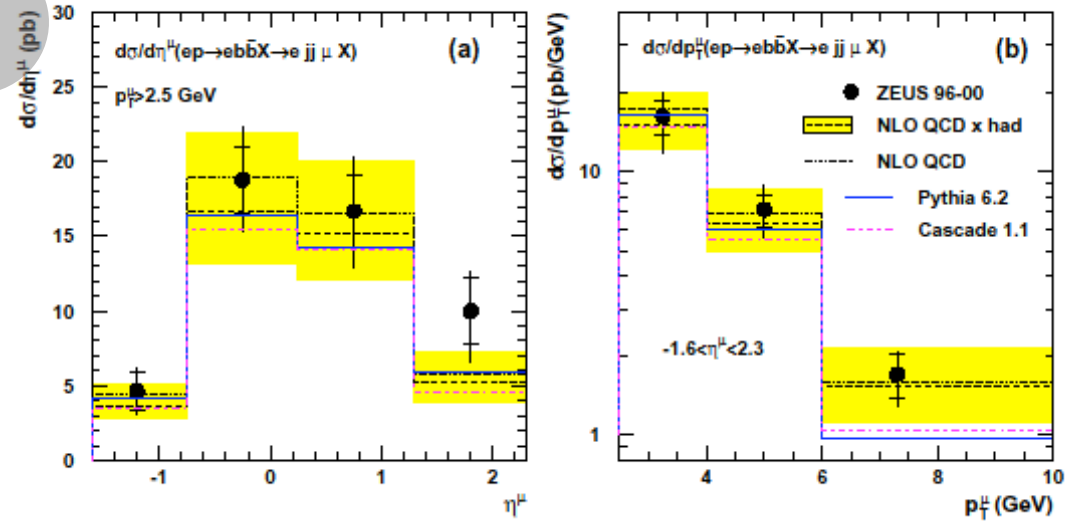 dσ/dη^μ (pb)
30
25
20
15
10
5
0
dσ/dη^μ(ep→ebb̄X→e jj μ X)
(a)
p_T^μ>2.5 GeV
-1
0
1
2
η^μ
dσ/dp_T^μ(pb/GeV)
10
1
dσ/dp_T^μ(ep→ebb̄X→e jj μ X)
(b)
ZEUS 96-00
NLO QCD x had
NLO QCD
Pythia 6.2
Cascade 1.1
-1.6<η^μ<2.3
4
6
8
10
p_T^μ (GeV)